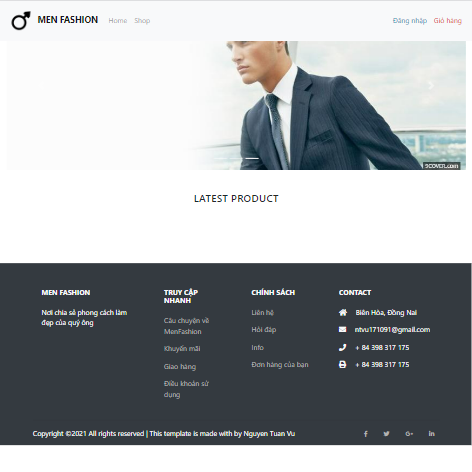 MEN FASHION Home Shop Đăng nhập Giỏ hàng
9COVER.com
LATEST PRODUCT
MEN FASHION
Nơi chia sẻ phong cách làm
đẹp của quý ông
TRUY CẬP
NHANH
Câu chuyện về
MenFashion
Khuyến mãi
Giao hàng
Điều khoản sử
dụng
CHÍNH SÁCH
Liên hệ
Hỏi đáp
Info
Đơn hàng của bạn
CONTACT
Biên Hòa, Đồng Nai
ntvu171091@gmail.com
+ 84 398 317 175
+ 84 398 317 175
Copyright ©2021 All rights reserved | This template is made with by Nguyen Tuan Vu